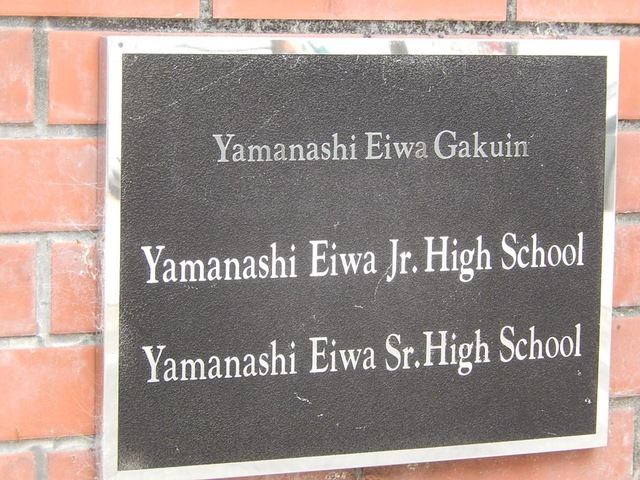 Yamanashi Eiwa Gakuin
Yamanashi Eiwa Jr. High School
Yamanashi Eiwa Sr. High School